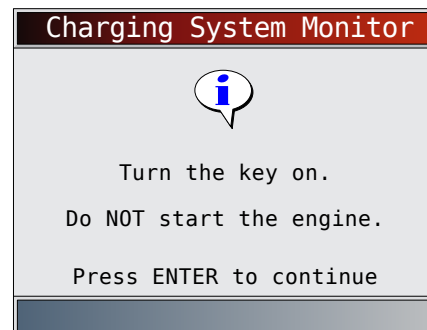 Charging System Monitor
i
Turn the key on.
Do NOT start the engine.
Press ENTER to continue